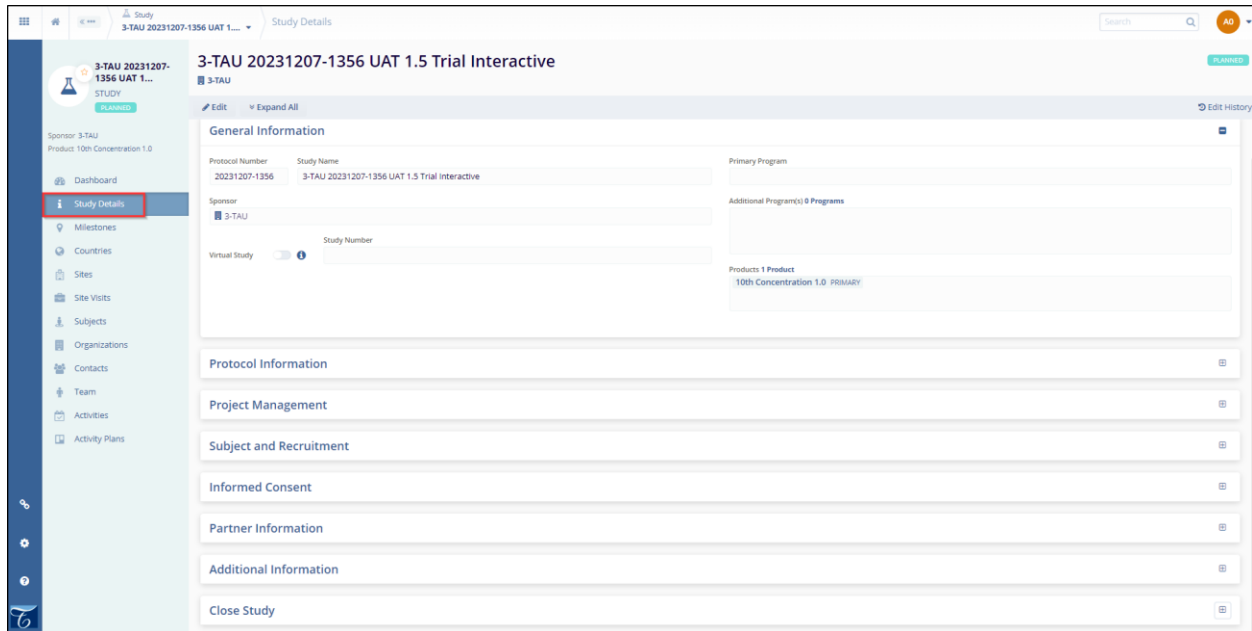 Study
3-TAU 20231207-1356 UAT 1....
Study Details
Search
A0
3-TAU 20231207-
1356 UAT 1...
STUDY
PLANNED
Sponsor 3-TAU
Product 10th Concentration 1.0
Dashboard
Study Details
Milestones
Countries
Sites
Site Visits
Subjects
Organizations
Contacts
Team
Activities
Activity Plans
3-TAU 20231207-1356 UAT 1.5 Trial Interactive
3-TAU
PLANNED
Edit
Expand All
Edit History
General Information
Protocol Number
Study Name
20231207-1356
3-TAU 20231207-1356 UAT 1.5 Trial Interactive
Sponsor
3-TAU
Virtual Study
Study Number
Primary Program
Additional Program(s) 0 Programs
Products 1 Product
10th Concentration 1.0 PRIMARY
Protocol Information
Project Management
Subject and Recruitment
Informed Consent
Partner Information
Additional Information
Close Study